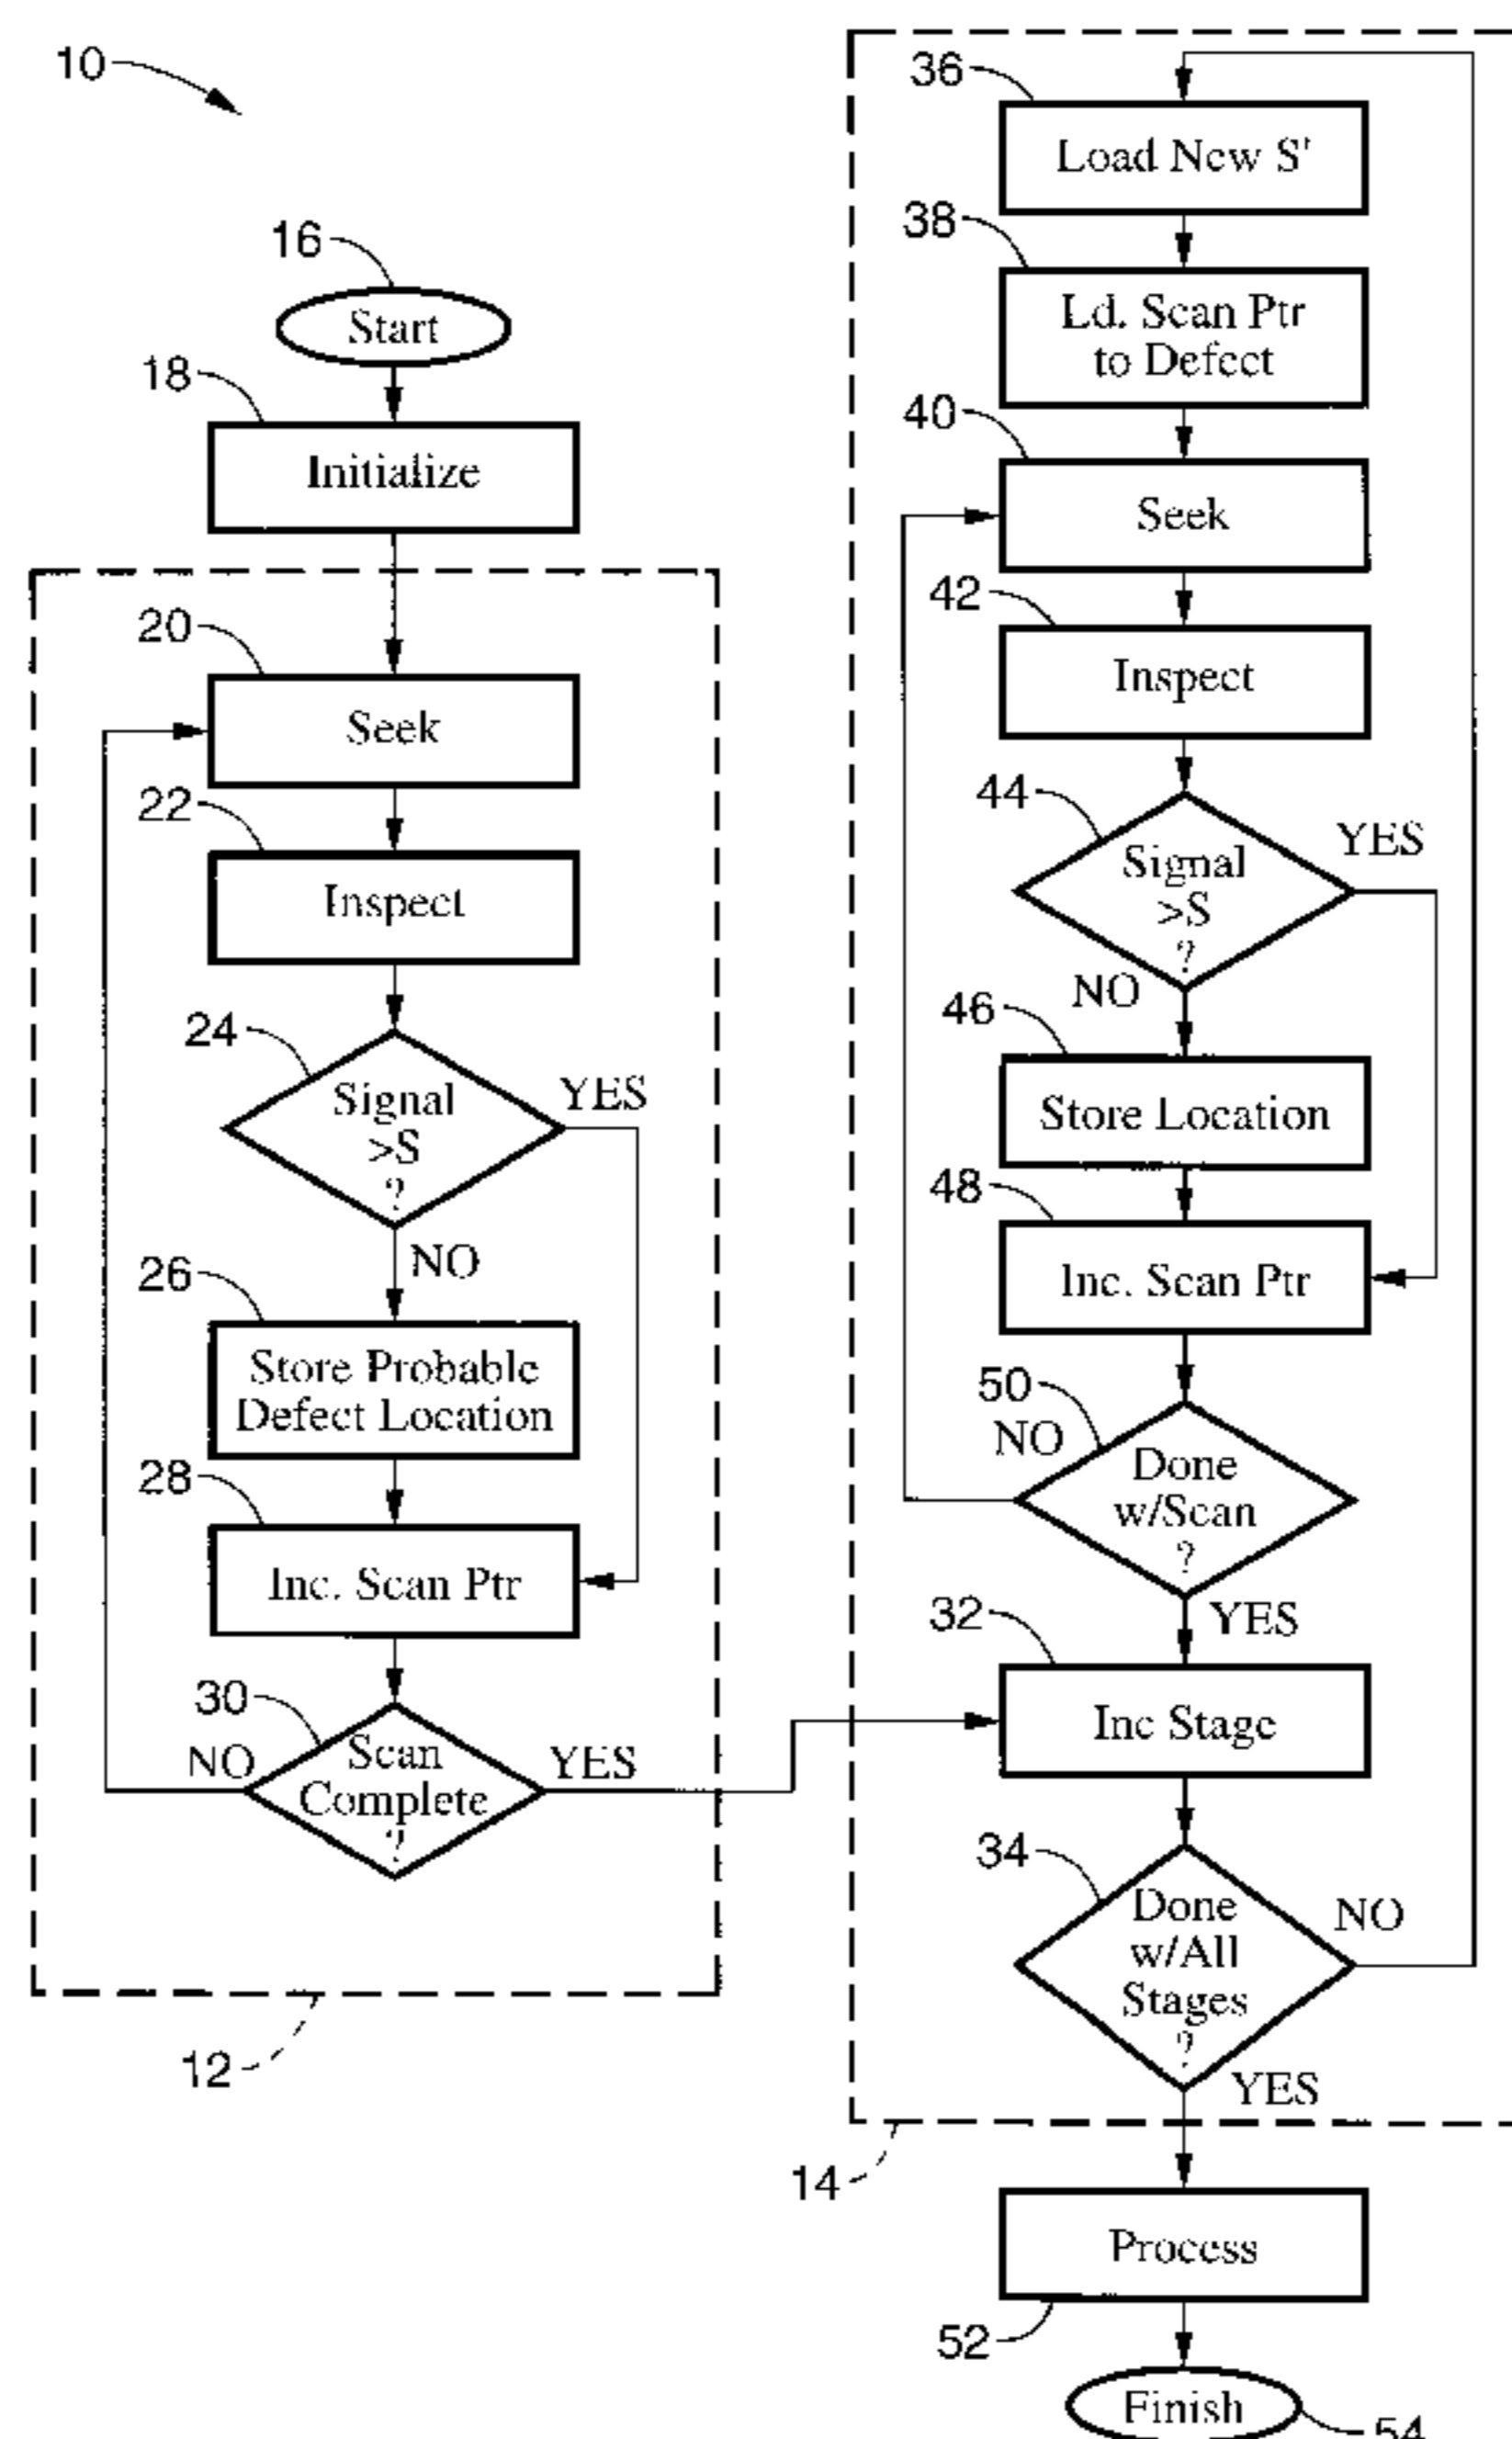 10
16
Start
18
Initialize
20
Seek
22
Inspect
24
Signal
>S
?
YES
NO
26
Store Probable
Defect Location
28
Inc. Scan Ptr
30
Scan
Complete
?
NO
YES
12
36
Load New S'
38
Ld. Scan Ptr
to Defect
40
Seek
42
Inspect
44
Signal
>S
?
YES
NO
46
Store Location
48
Inc. Scan Ptr
50
Done
w/Scan
?
NO
YES
32
Inc Stage
34
Done
w/All
Stages
?
NO
YES
14
Process
52
Finish
54